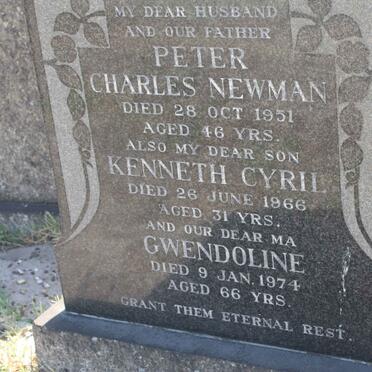 MY DEAR HUSBAND
AND OUR FATHER
PETER
CHARLES NEWMAN
DIED 28 OCT 1951
AGED 46 YRS.
ALSO MY DEAR SON
KENNETH CYRIL
DIED 26 JUNE 1966
AGED 31 YRS.
AND OUR DEAR MA
GWENDOLINE
DIED 9 JAN. 1974
AGED 66 YRS.
GRANT THEM ETERNAL REST.